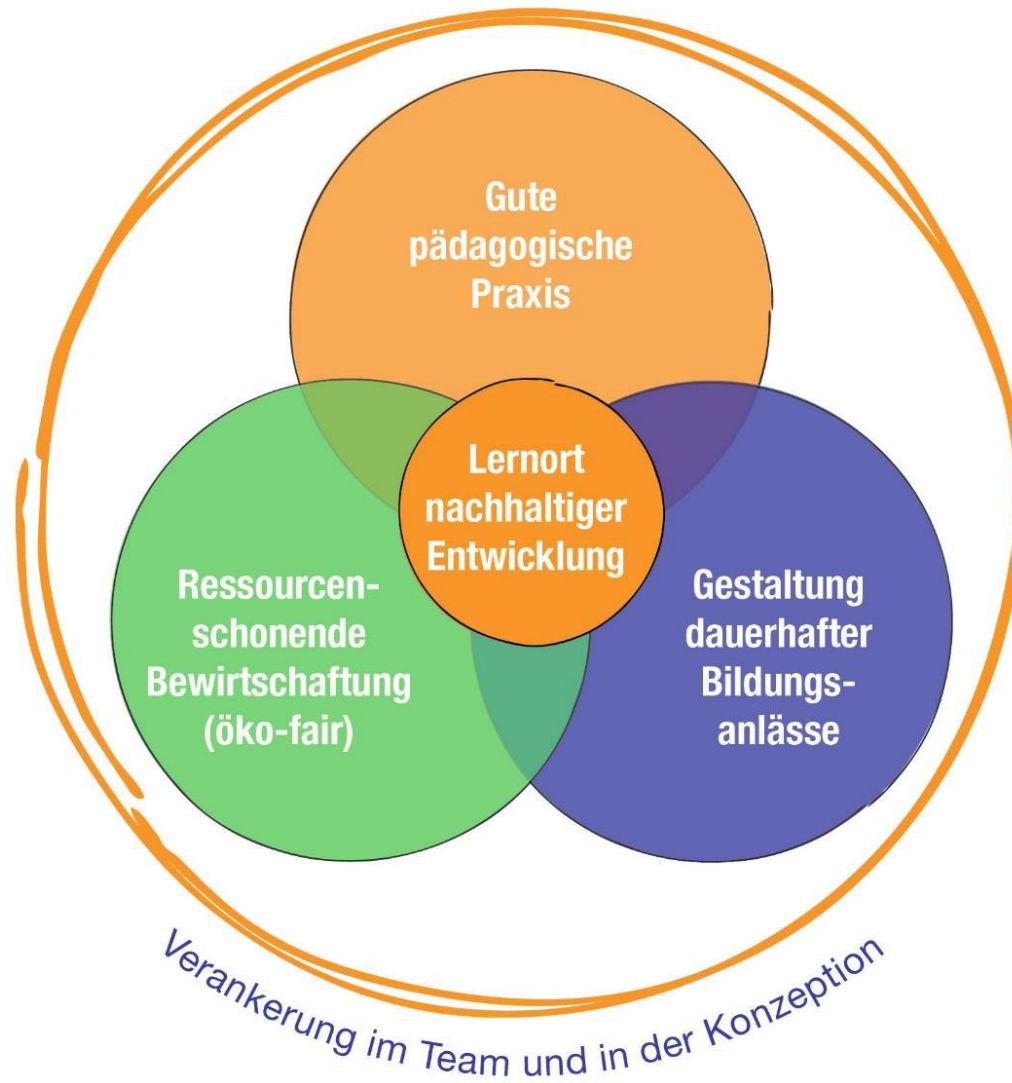 Gute
pädagogische
Praxis
Lernort
nachhaltiger
Entwicklung
Ressourcen-
schonende
Bewirtschaftung
(öko-fair)
Gestaltung
dauerhafter
Bildungs-
anlässe
Verankerung im Team und in der Konzeption